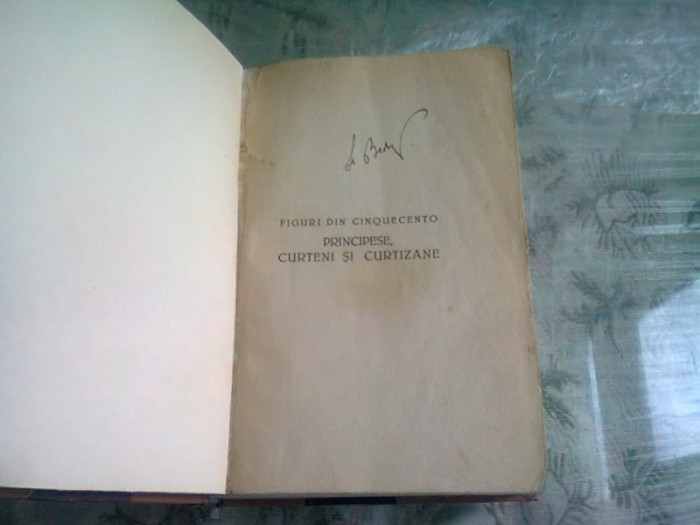 FIGURI DIN CINQUECENTO
PRINCIPESE,
CURTENI ȘI CURTIZANE